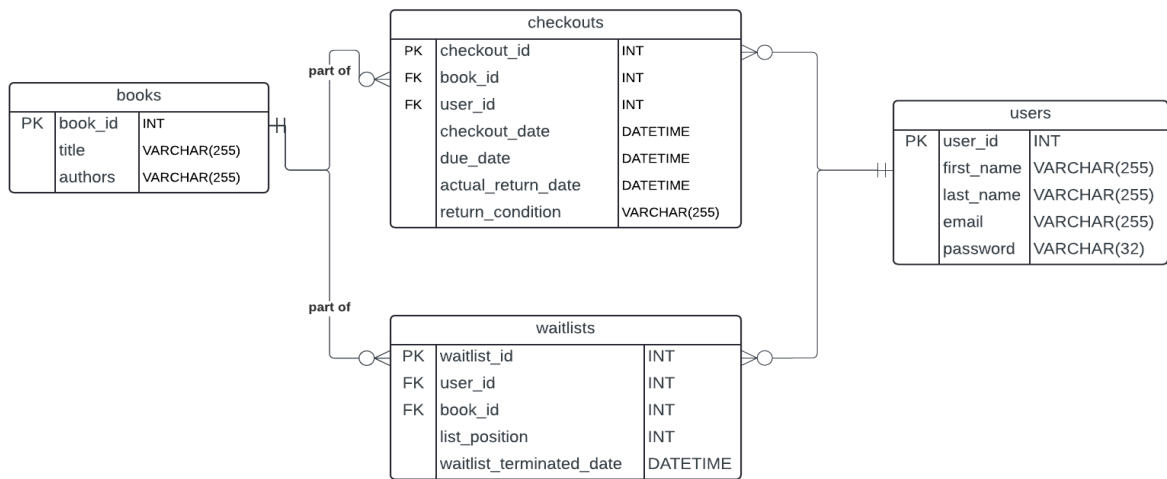 checkouts
PK checkout_id INT
FK book_id INT
FK user_id INT
checkout_date DATETIME
due_date DATETIME
actual_return_date DATETIME
return_condition VARCHAR(255)
part of
books
PK book_id INT
title VARCHAR(255)
authors VARCHAR(255)
users
PK user_id INT
first_name VARCHAR(255)
last_name VARCHAR(255)
email VARCHAR(255)
password VARCHAR(32)
part of
waitlists
PK waitlist_id INT
FK user_id INT
FK book_id INT
list_position INT
waitlist_terminated_date DATETIME